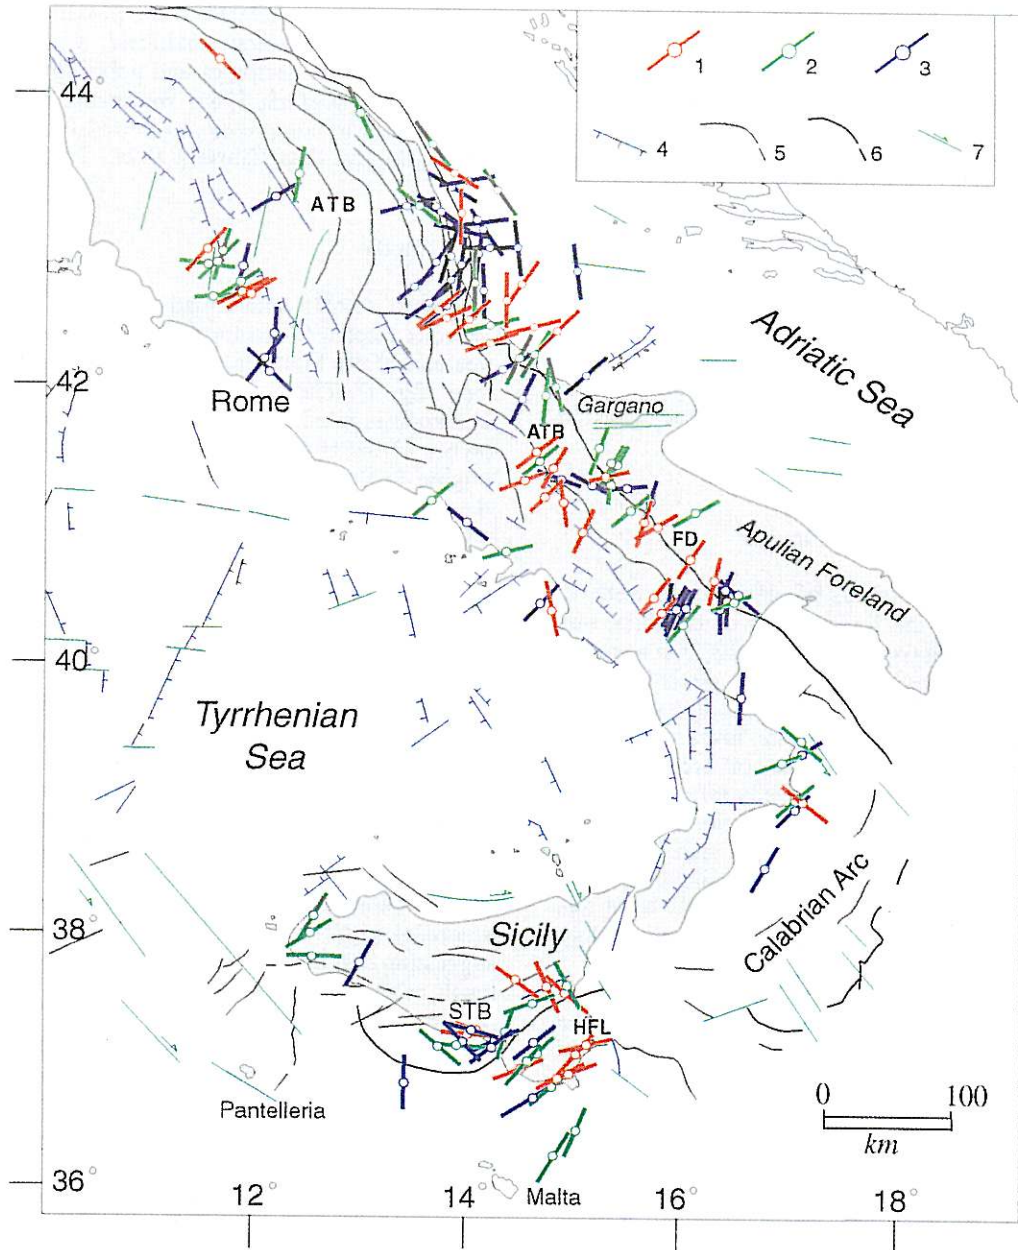 1
2
3
4
5
6
7
44°
ATB
Adriatic Sea
42°
Rome
Gargano
ATB
FD
Apulian Foreland
40°
Tyrrhenian
Sea
Calabrian Arc
38°
Sicily
STB
HFL
Pantelleria
0 100
km
36°
Malta
12° 14° 16° 18°